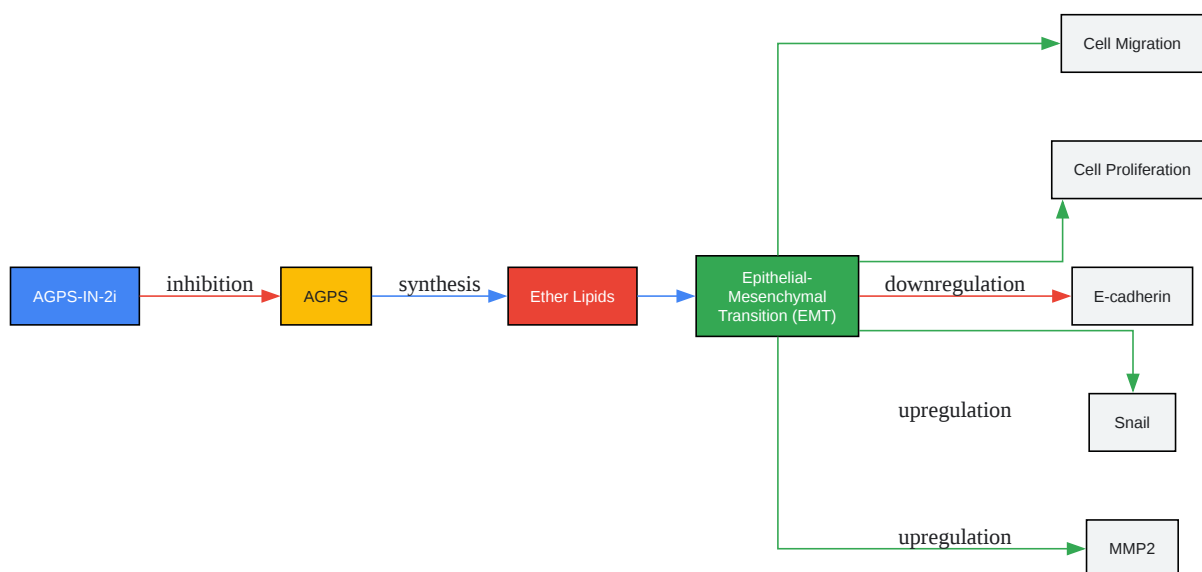 Cell Migration
Cell Proliferation
AGPS-IN-2i
inhibition
AGPS
synthesis
Ether Lipids
Epithelial-
Mesenchymal
Transition (EMT)
downregulation
E-cadherin
upregulation
Snail
upregulation
MMP2